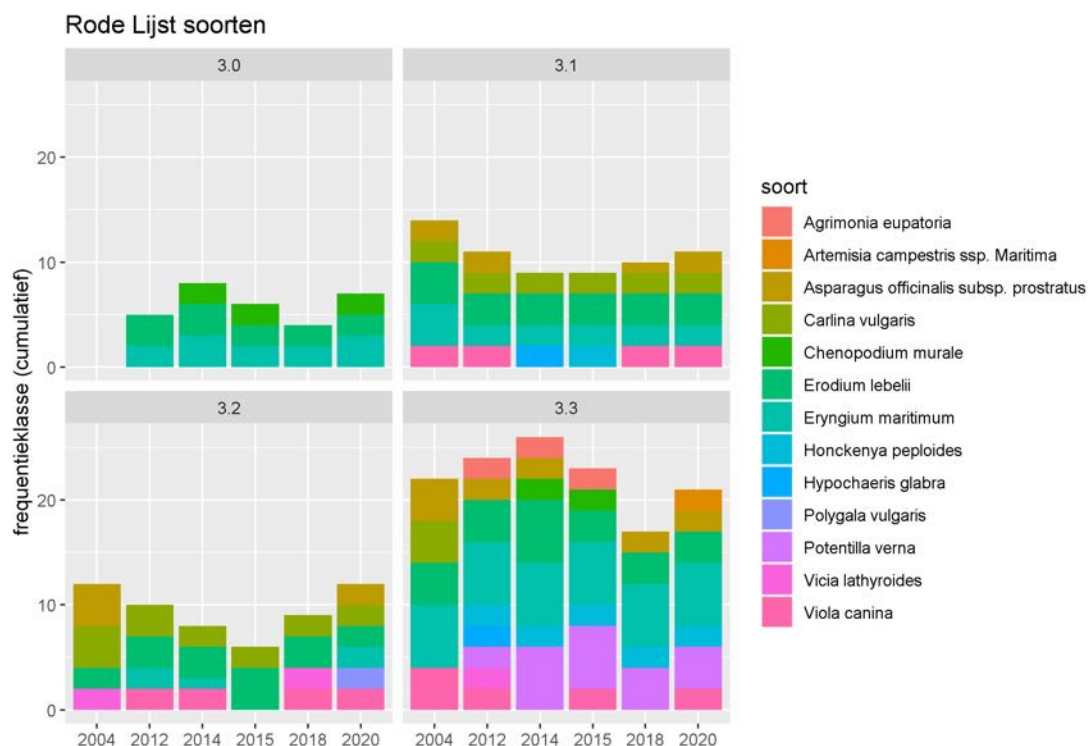 Rode Lijst soorten
3.0
3.1
20
10
0
3.2
3.3
20
10
0
frequentieklasse (cumulatief)
2004 2012 2014 2015 2018 2020
2004 2012 2014 2015 2018 2020
soort
Agrimonia eupatoria
Artemisia campestris ssp. Maritima
Asparagus officinalis subsp. prostratus
Carlina vulgaris
Chenopodium murale
Erodium lebelii
Eryngium maritimum
Honckenya peploides
Hypochaeris glabra
Polygala vulgaris
Potentilla verna
Vicia lathyroides
Viola canina